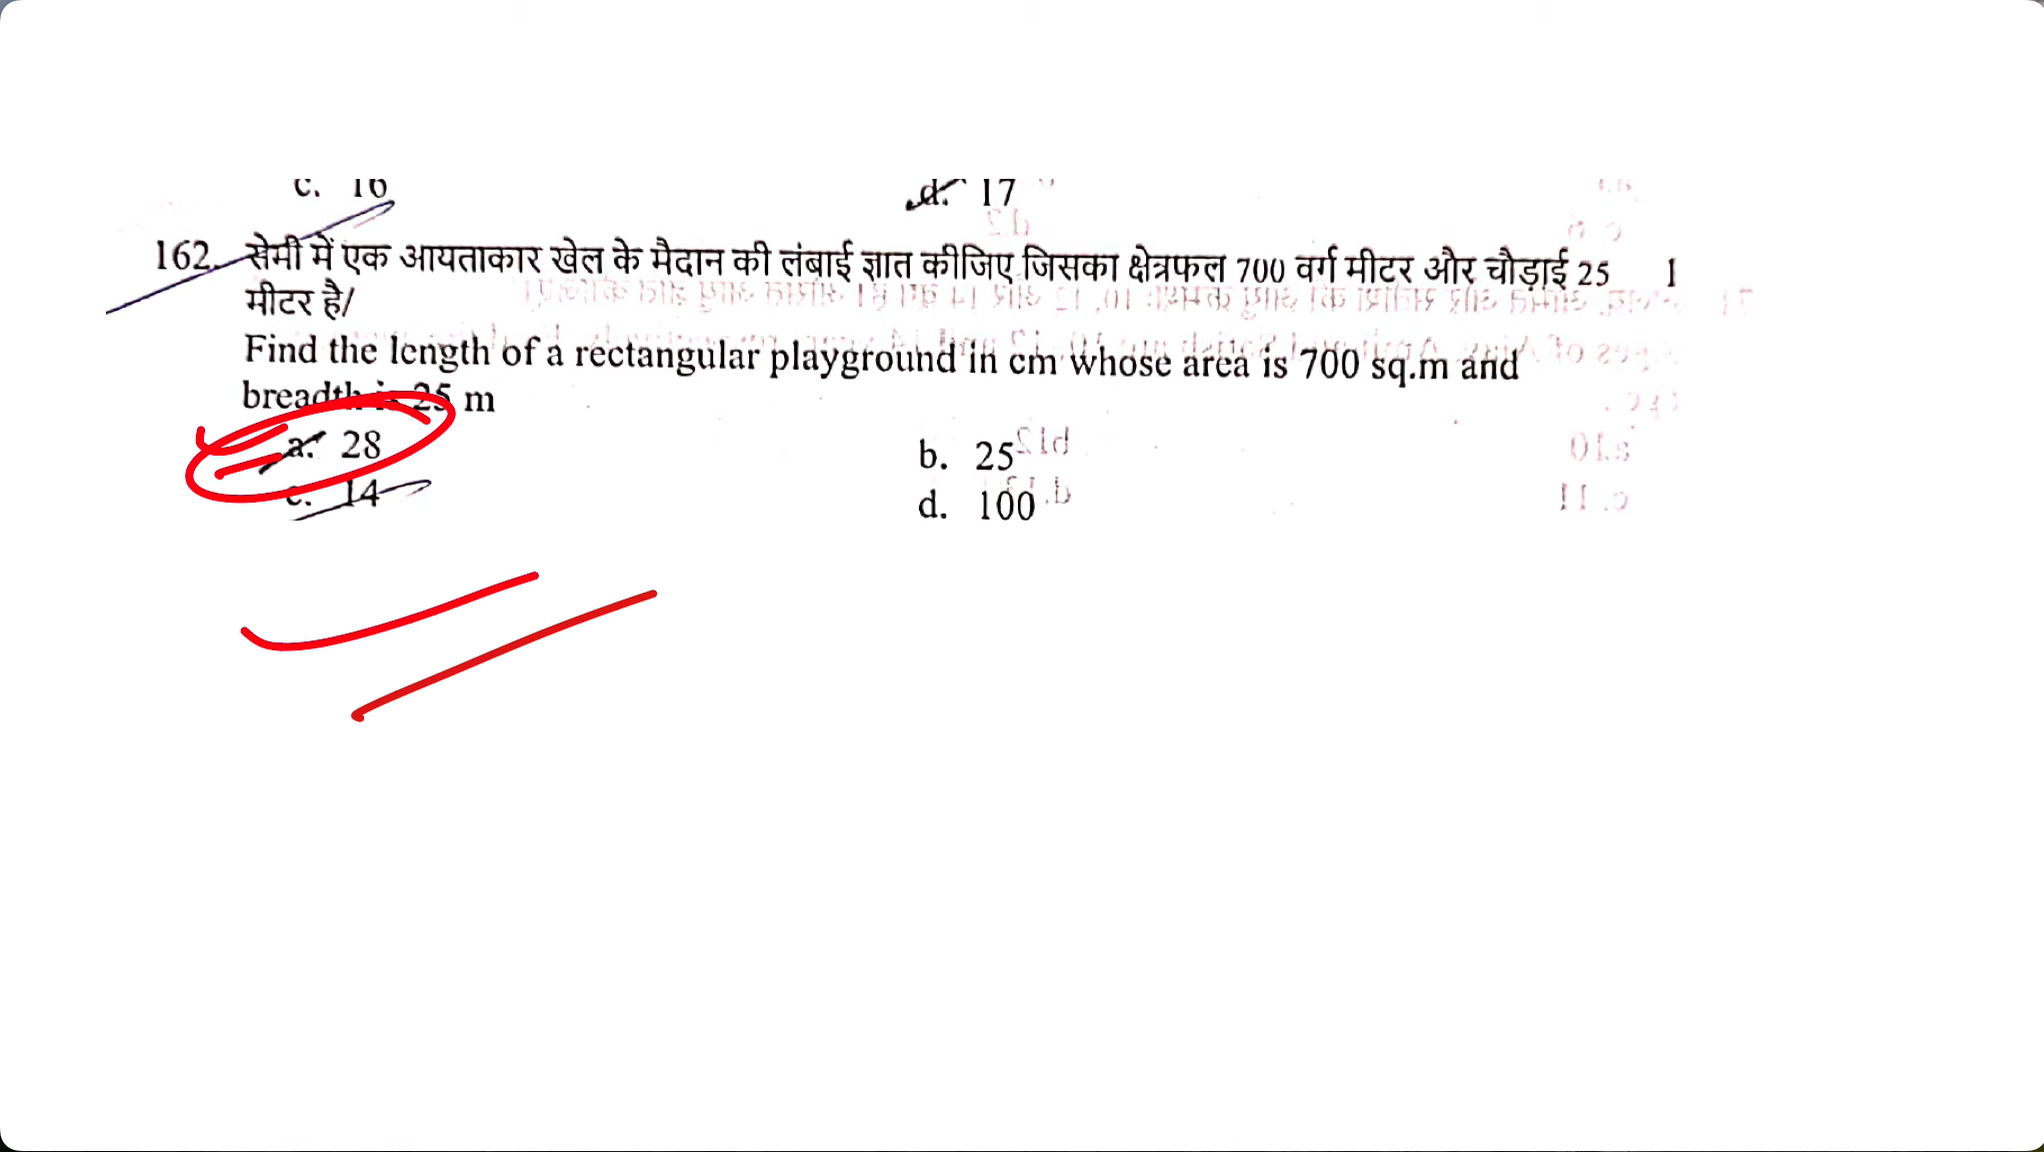 c. 16
d. 17
162. सेमी में एक आयताकार खेल के मैदान की लंबाई ज्ञात कीजिए जिसका क्षेत्रफल 700 वर्ग मीटर और चौड़ाई 25 1
मीटर है/
Find the length of a rectangular playground in cm whose area is 700 sq.m and
breadth is 25 m
a. 28
b. 25
c. 14
d. 100